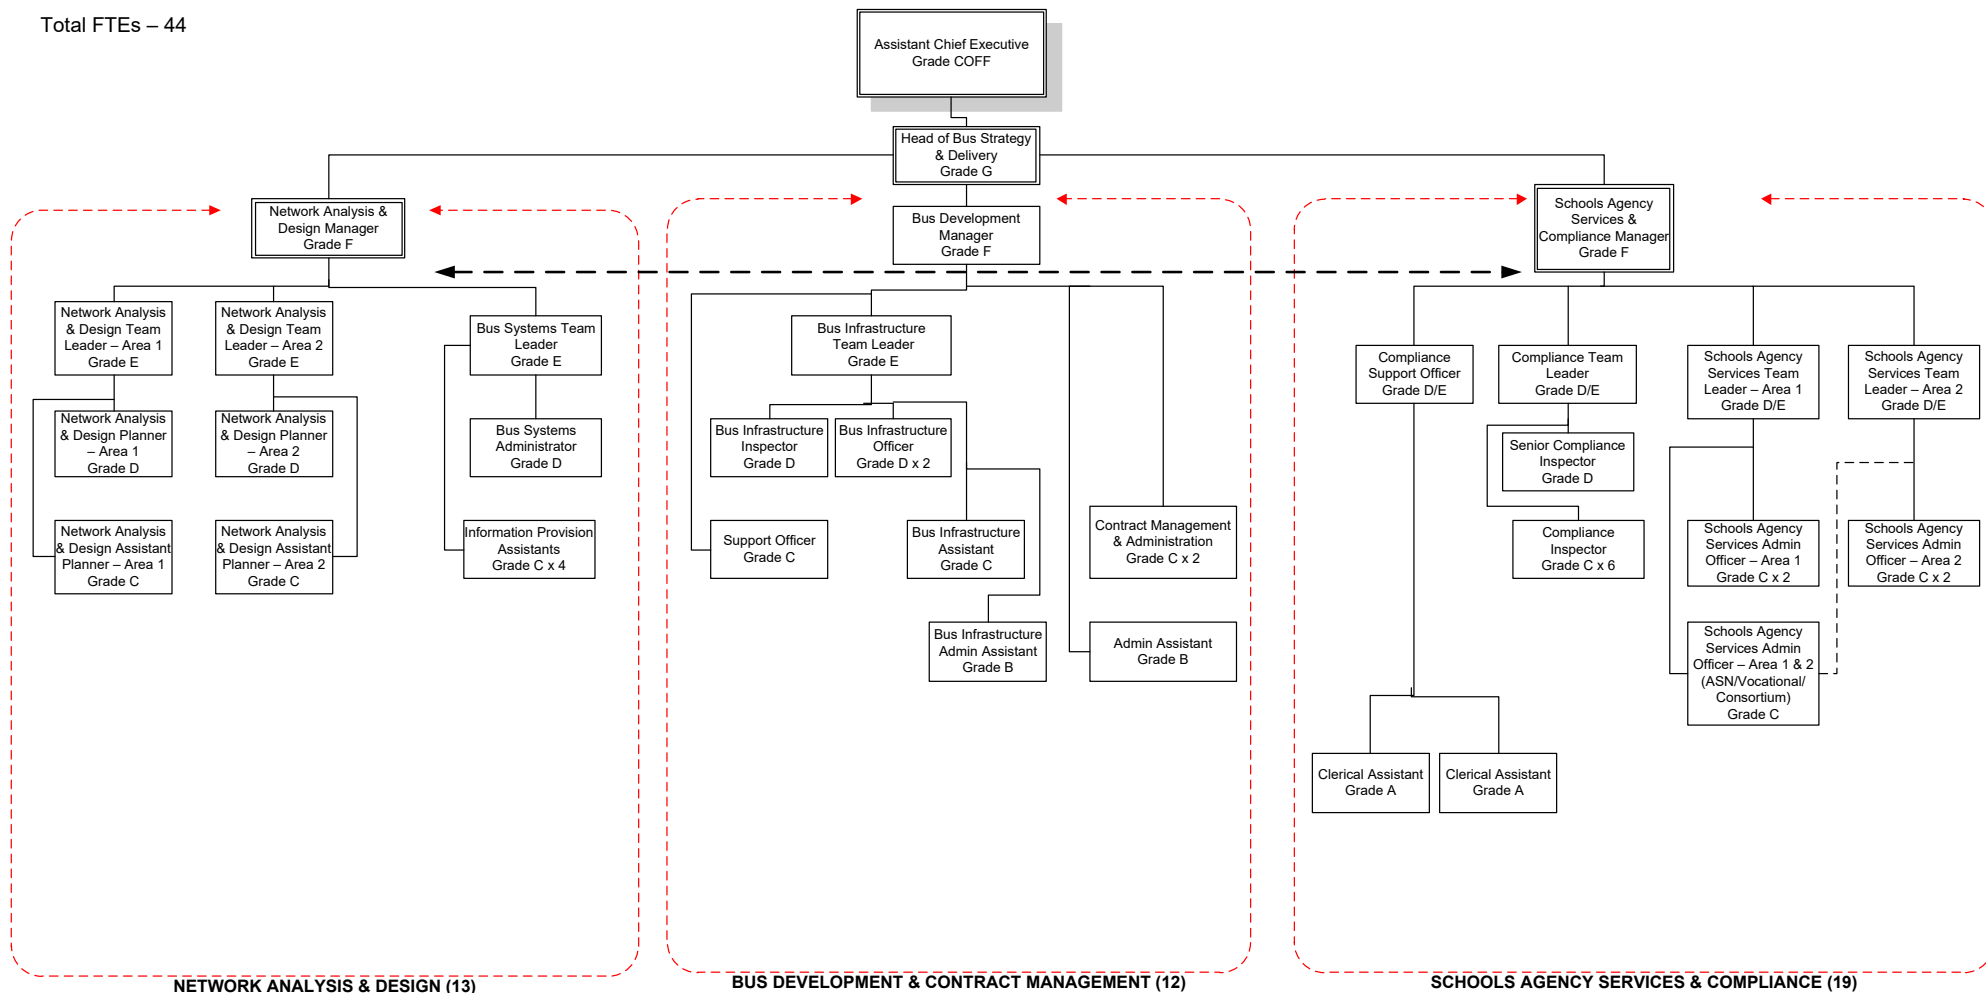 Total FTEs – 44
Assistant Chief Executive
Grade COFF
Head of Bus Strategy
& Delivery
Grade G
Network Analysis &
Design Manager
Grade F
Bus Development
Manager
Grade F
Schools Agency
Services &
Compliance Manager
Grade F
Network Analysis
& Design Team
Leader – Area 1
Grade E
Network Analysis
& Design Team
Leader – Area 2
Grade E
Bus Systems Team
Leader
Grade E
Network Analysis
& Design Planner
– Area 1
Grade D
Network Analysis
& Design Planner
– Area 2
Grade D
Bus Systems
Administrator
Grade D
Network Analysis
& Design Assistant
Planner – Area 1
Grade C
Network Analysis
& Design Assistant
Planner – Area 2
Grade C
Information Provision
Assistants
Grade C x 4
Bus Infrastructure
Team Leader
Grade E
Bus Infrastructure
Inspector
Grade D
Bus Infrastructure
Officer
Grade D x 2
Support Officer
Grade C
Bus Infrastructure
Assistant
Grade C
Contract Management
& Administration
Grade C x 2
Bus Infrastructure
Admin Assistant
Grade B
Admin Assistant
Grade B
Compliance
Support Officer
Grade D/E
Compliance Team
Leader
Grade D/E
Schools Agency
Services Team
Leader – Area 1
Grade D/E
Schools Agency
Services Team
Leader – Area 2
Grade D/E
Senior Compliance
Inspector
Grade D
Compliance
Inspector
Grade C x 6
Schools Agency
Services Admin
Officer – Area 1
Grade C x 2
Schools Agency
Services Admin
Officer – Area 2
Grade C x 2
Schools Agency
Services Admin
Officer – Area 1 & 2
(ASN/Vocational/
Consortium)
Grade C
Clerical Assistant
Grade A
Clerical Assistant
Grade A
NETWORK ANALYSIS & DESIGN (13)
BUS DEVELOPMENT & CONTRACT MANAGEMENT (12)
SCHOOLS AGENCY SERVICES & COMPLIANCE (19)